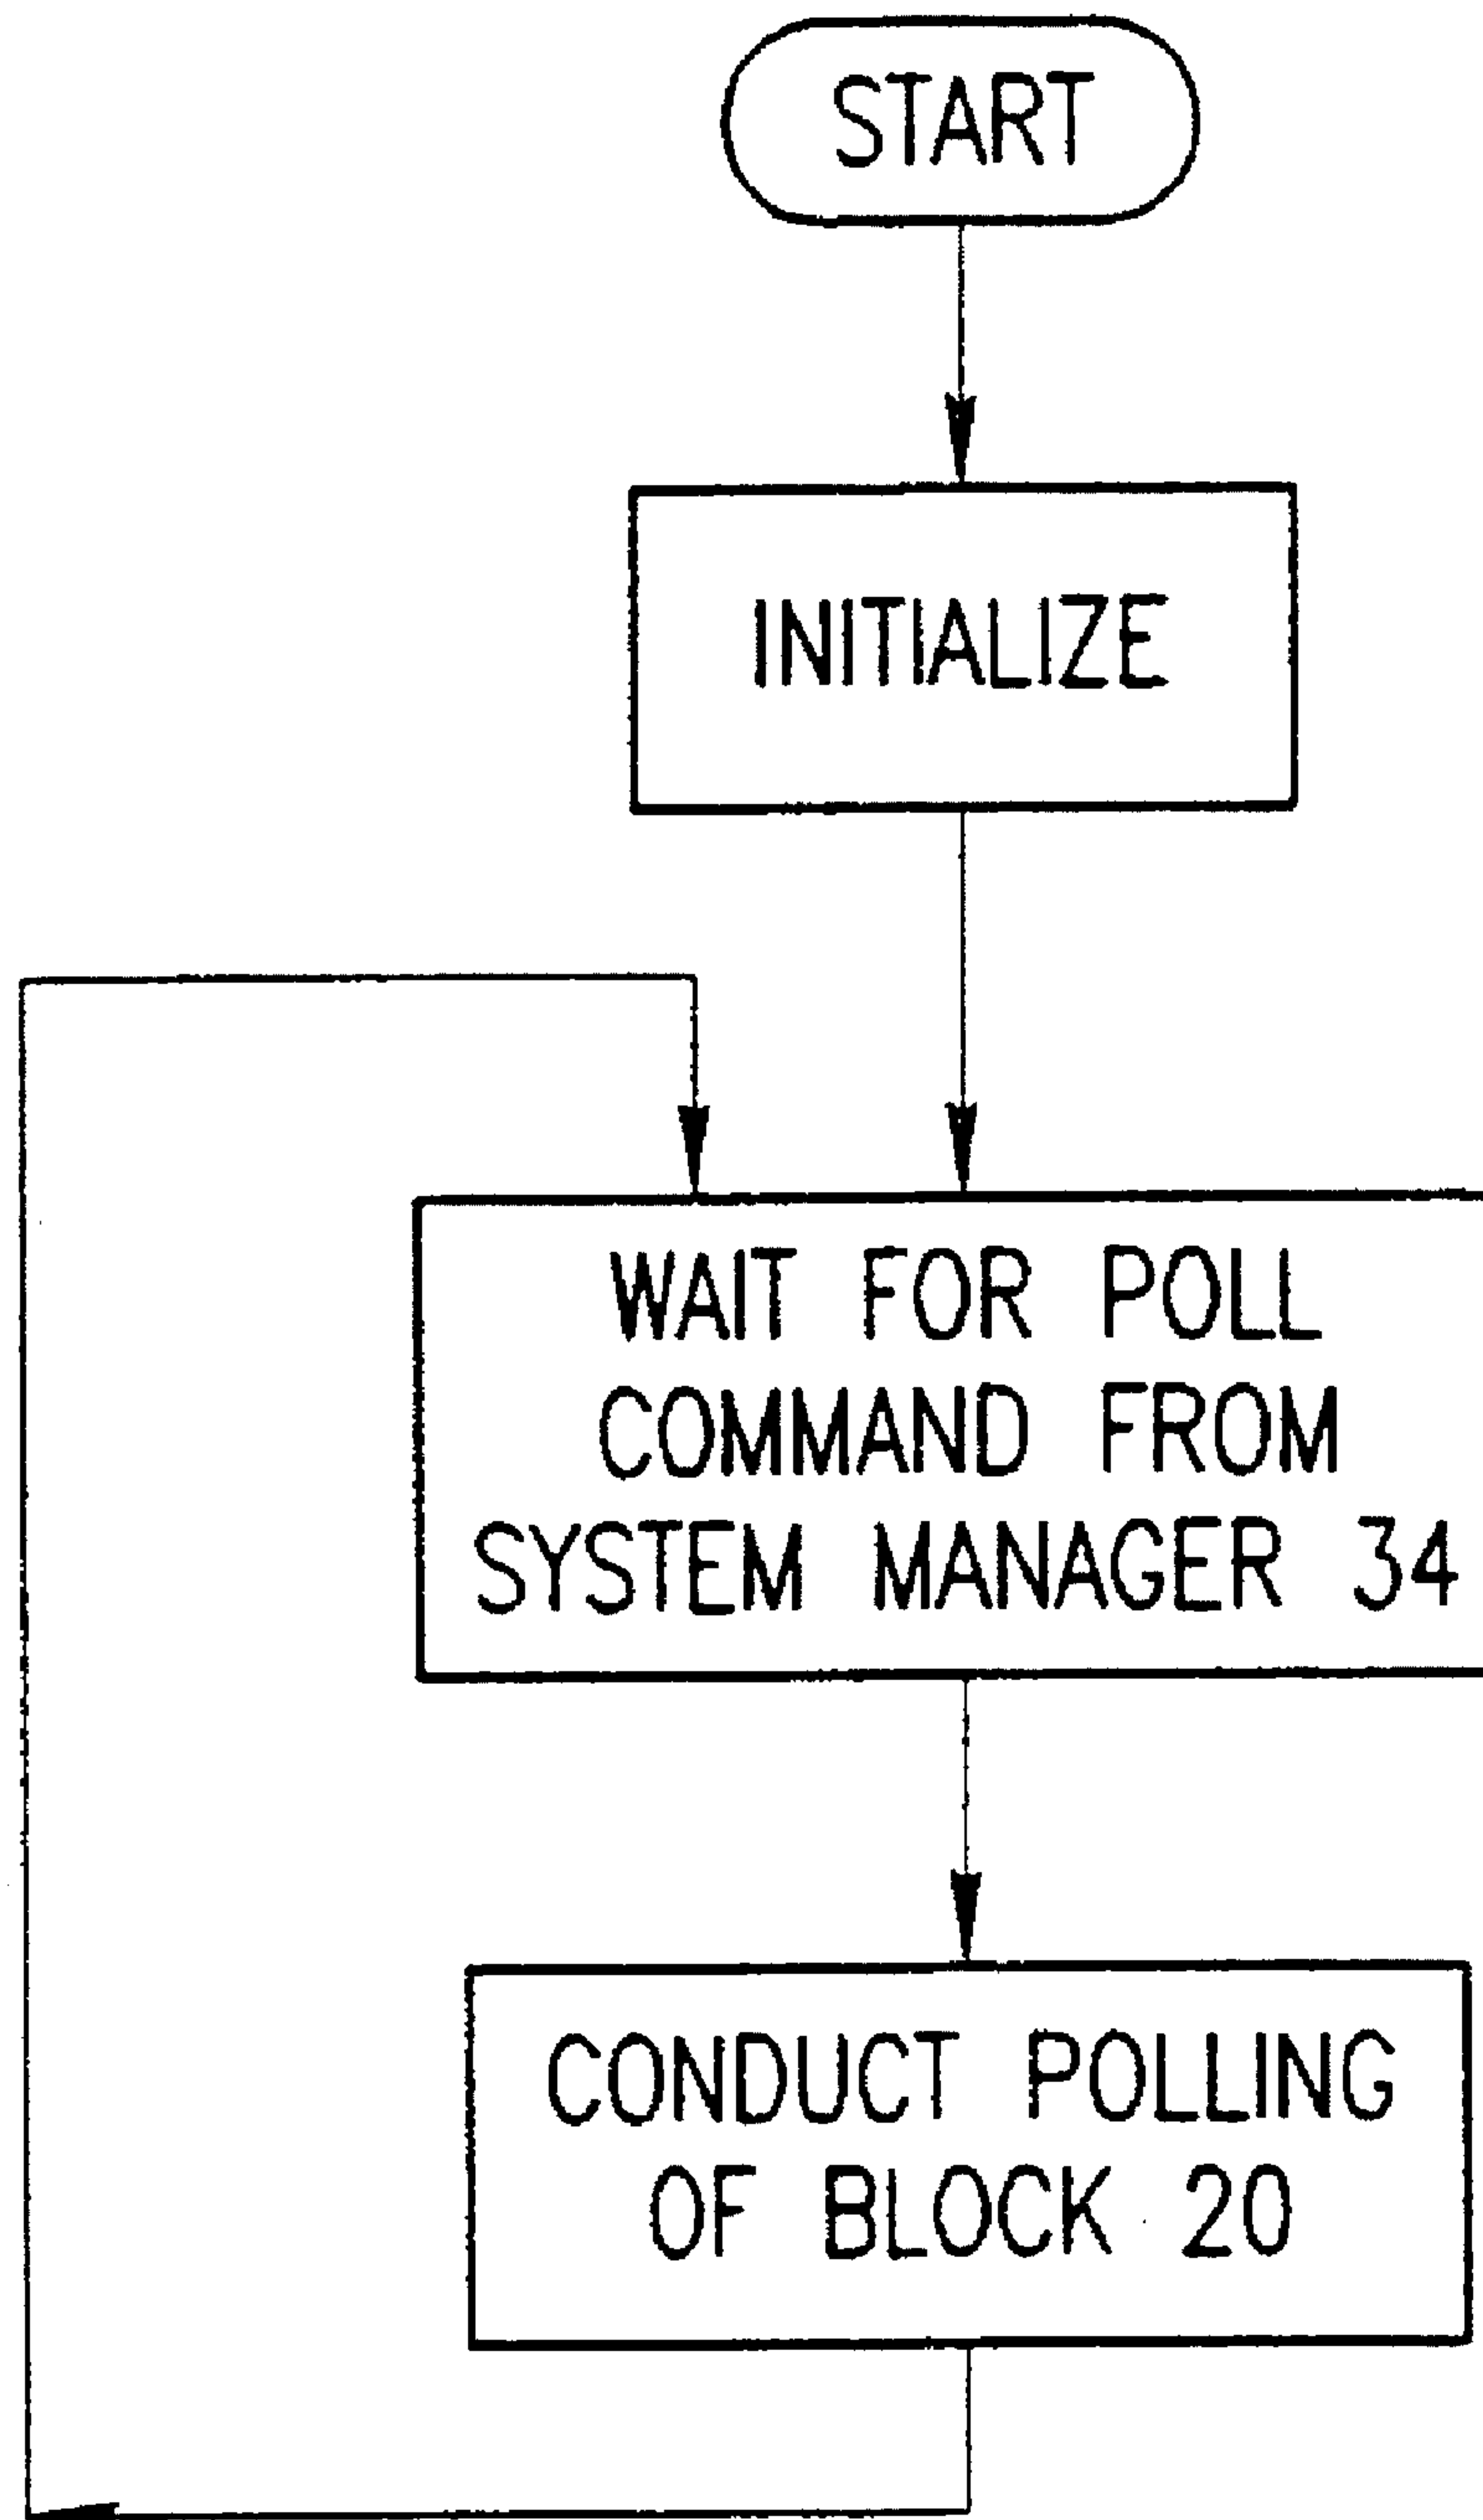 START
INITIALIZE
WAIT FOR POLL
COMMAND FROM
SYSTEM MANAGER 34
CONDUCT POLLING
OF BLOCK 20